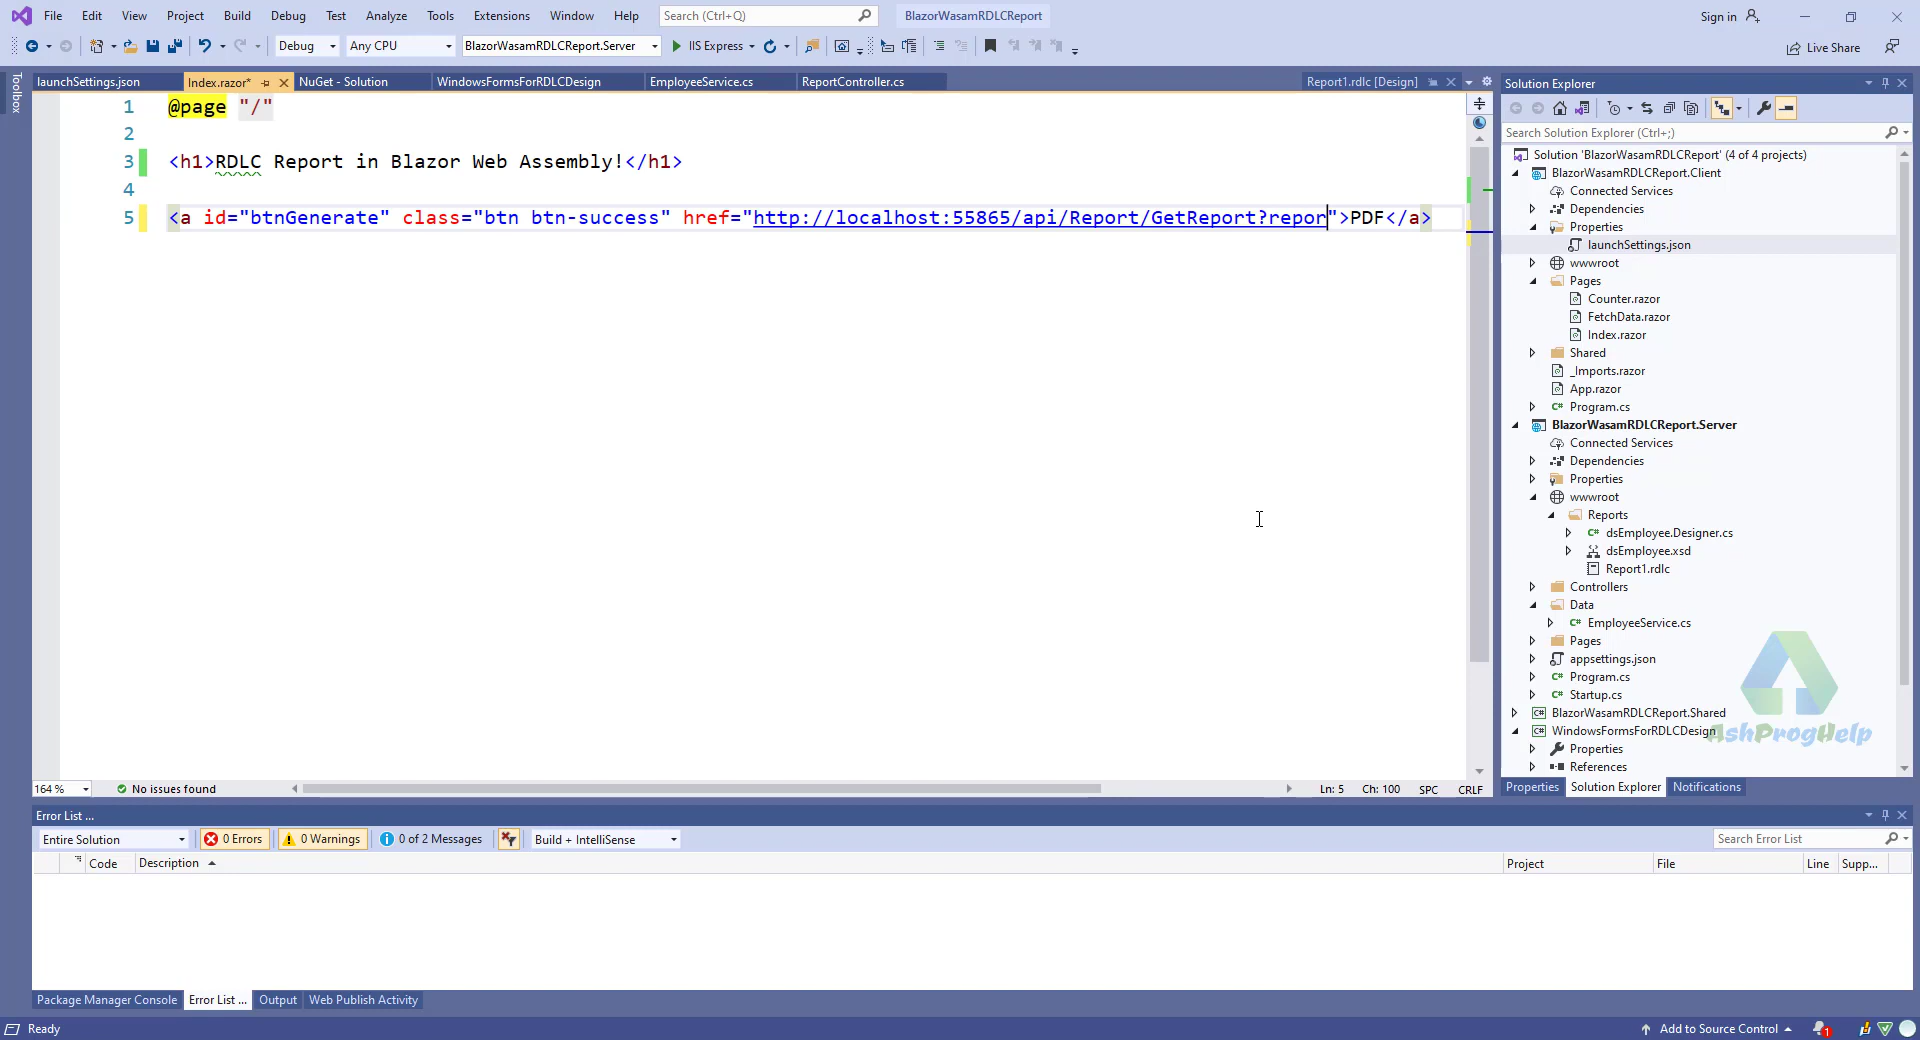 File Edit View Project Build Debug Test Analyze Tools Extensions Window Help Search (Ctrl+Q) BlazorWasamRDLCReport Sign in
Debug Any CPU BlazorWasamRDLCReport.Server IIS Express Live Share
Toolbox
launchSettings.json Index.razor* NuGet - Solution WindowsFormsForRDLCDesign EmployeeService.cs ReportController.cs Report1.rdlc [Design]
1 @page "/"
2
3 <h1>RDLC Report in Blazor Web Assembly!</h1>
4
5 <a id="btnGenerate" class="btn btn-success" href="http://localhost:55865/api/Report/GetReport?repor">PDF</a>
164 % No issues found Ln: 5 Ch: 100 SPC CRLF
Solution Explorer
Search Solution Explorer (Ctrl+;)
Solution 'BlazorWasamRDLCReport' (4 of 4 projects)
BlazorWasamRDLCReport.Client
Connected Services
Dependencies
Properties
launchSettings.json
wwwroot
Pages
Counter.razor
FetchData.razor
Index.razor
Shared
_Imports.razor
App.razor
C# Program.cs
BlazorWasamRDLCReport.Server
Connected Services
Dependencies
Properties
wwwroot
Reports
C# dsEmployee.Designer.cs
dsEmployee.xsd
Report1.rdlc
Controllers
Data
C# EmployeeService.cs
Pages
appsettings.json
C# Program.cs
C# Startup.cs
C# BlazorWasamRDLCReport.Shared
C# WindowsFormsForRDLCDesign
AshProgHelp
Properties
References
Properties Solution Explorer Notifications
Error List ...
Entire Solution 0 Errors 0 Warnings 0 of 2 Messages Build + IntelliSense Search Error List
Code Description Project File Line Supp...
Package Manager Console Error List ... Output Web Publish Activity
Ready Add to Source Control 1